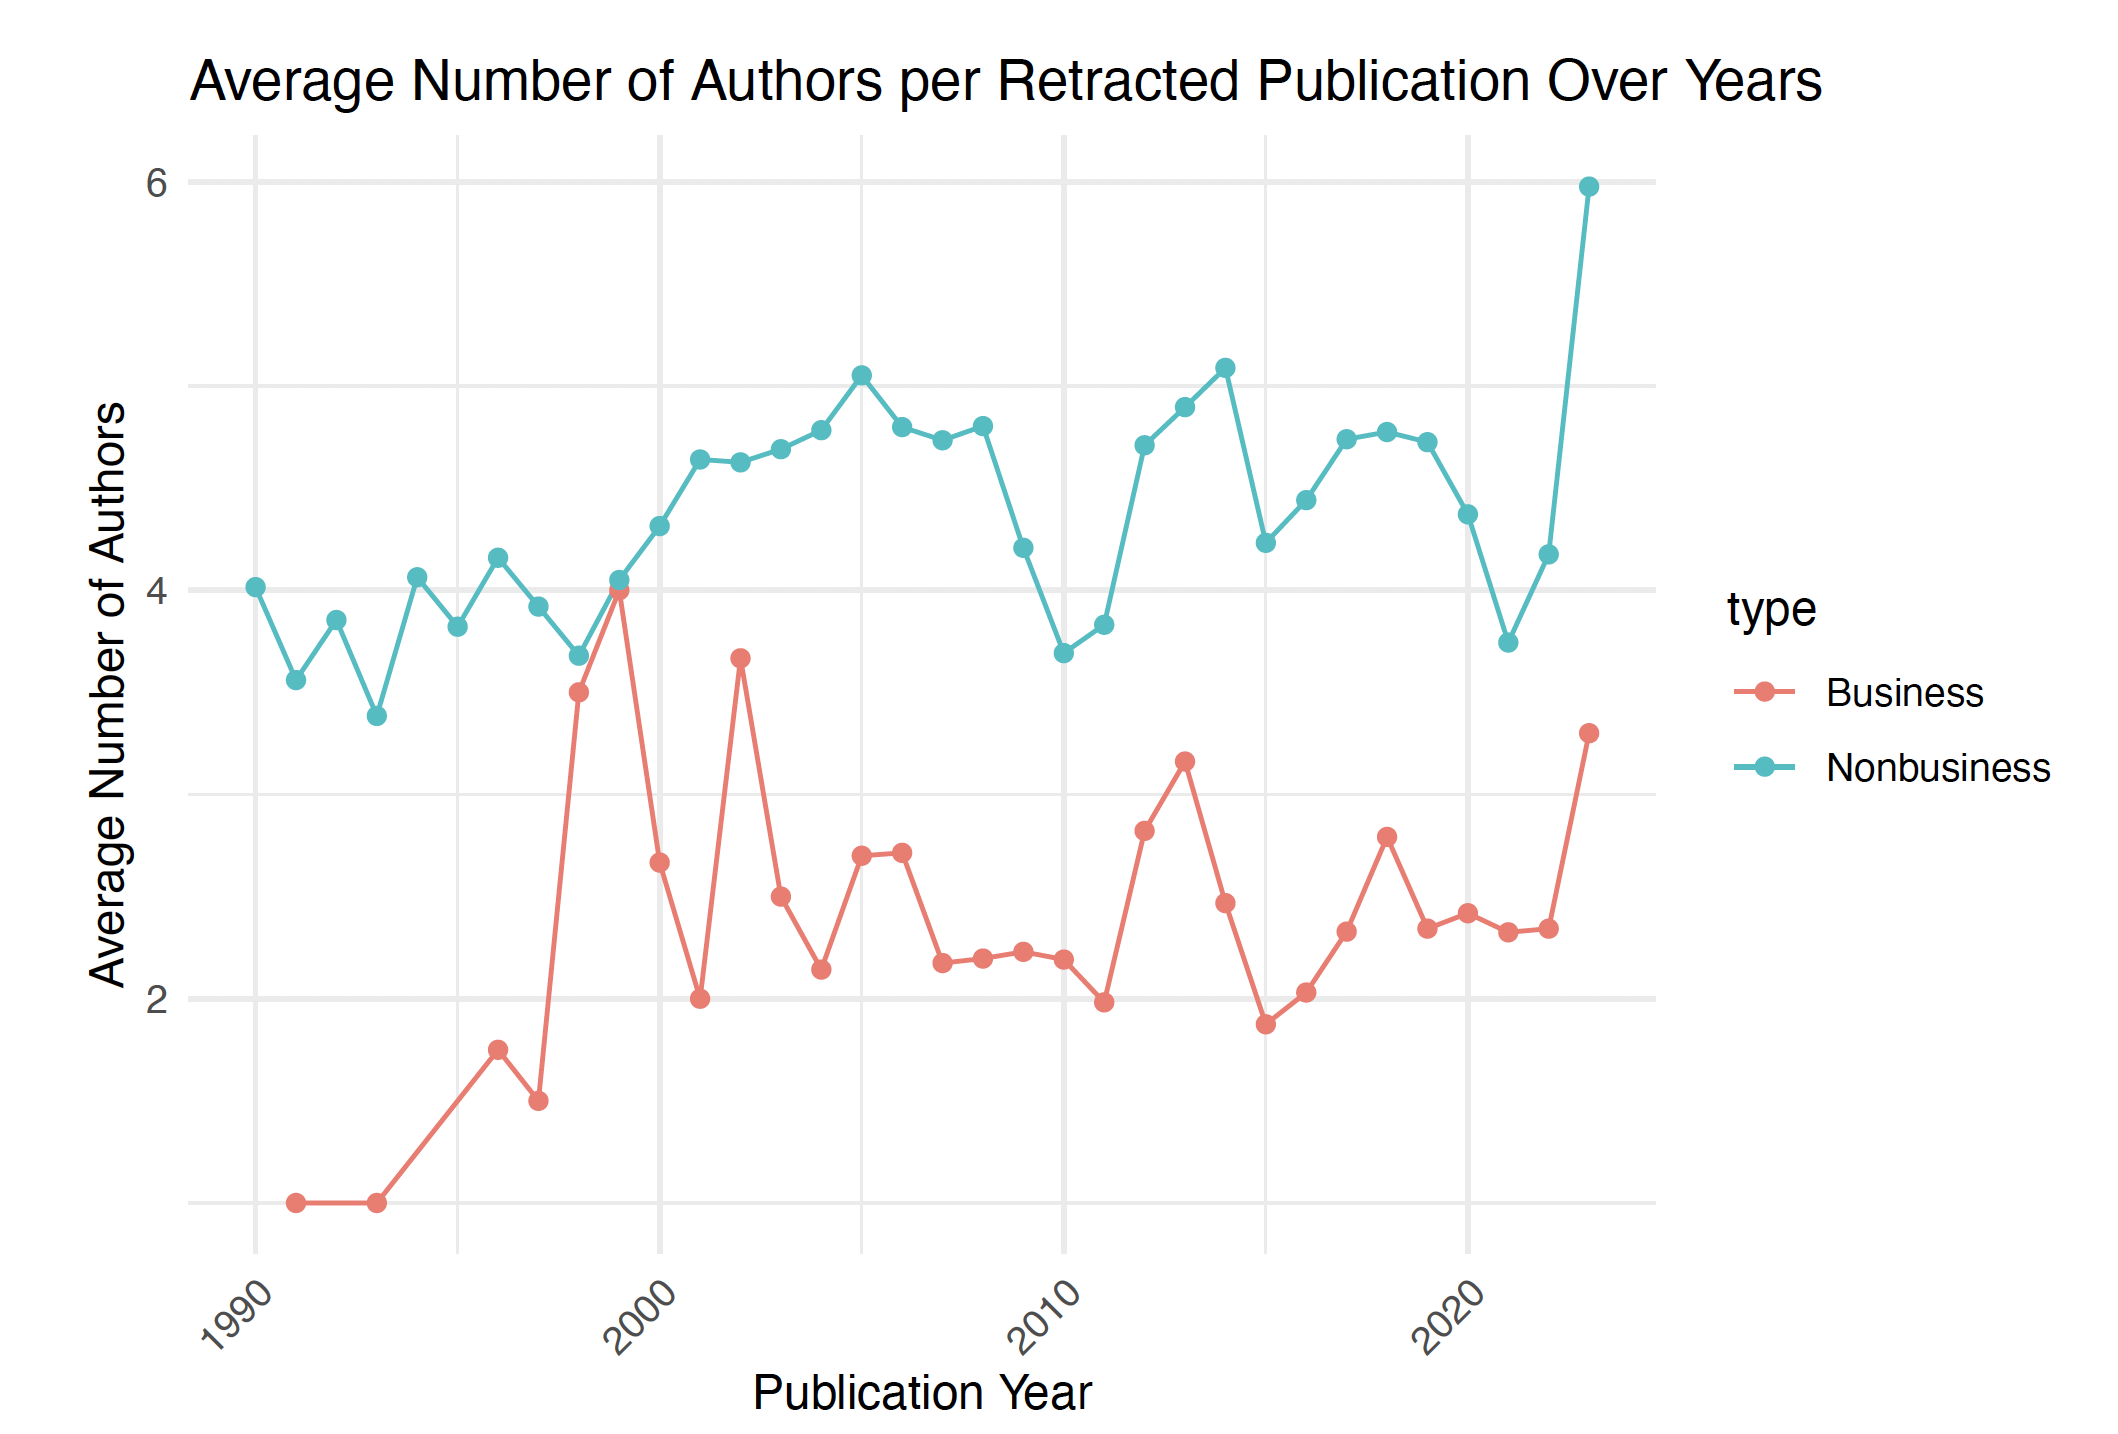 Average Number of Authors per Retracted Publication Over Years
6
4
2
Average Number of Authors
1990
2000
2010
2020
Publication Year
type
Business
Nonbusiness